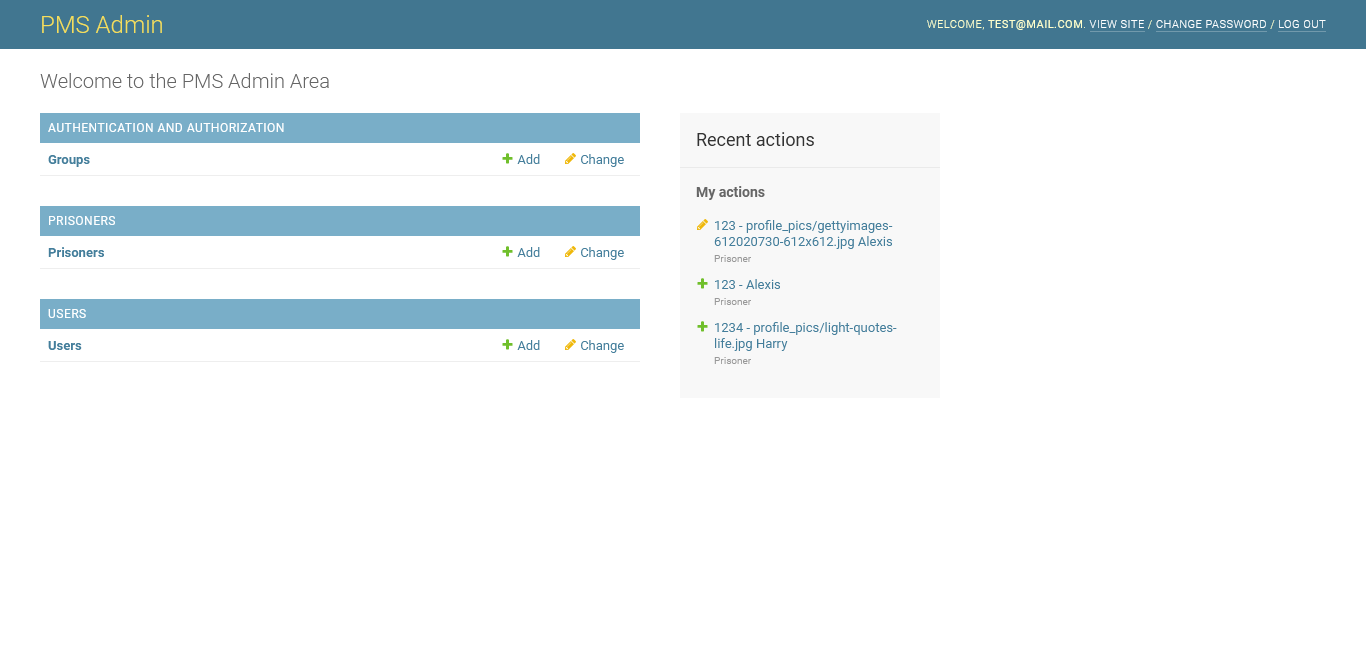 PMS Admin
WELCOME, TEST@MAIL.COM. VIEW SITE / CHANGE PASSWORD / LOG OUT
Welcome to the PMS Admin Area
AUTHENTICATION AND AUTHORIZATION
Groups Add Change
PRISONERS
Prisoners Add Change
USERS
Users Add Change
Recent actions
My actions
123 - profile_pics/gettyimages-
612020730-612x612.jpg Alexis
Prisoner
123 - Alexis
Prisoner
1234 - profile_pics/light-quotes-
life.jpg Harry
Prisoner